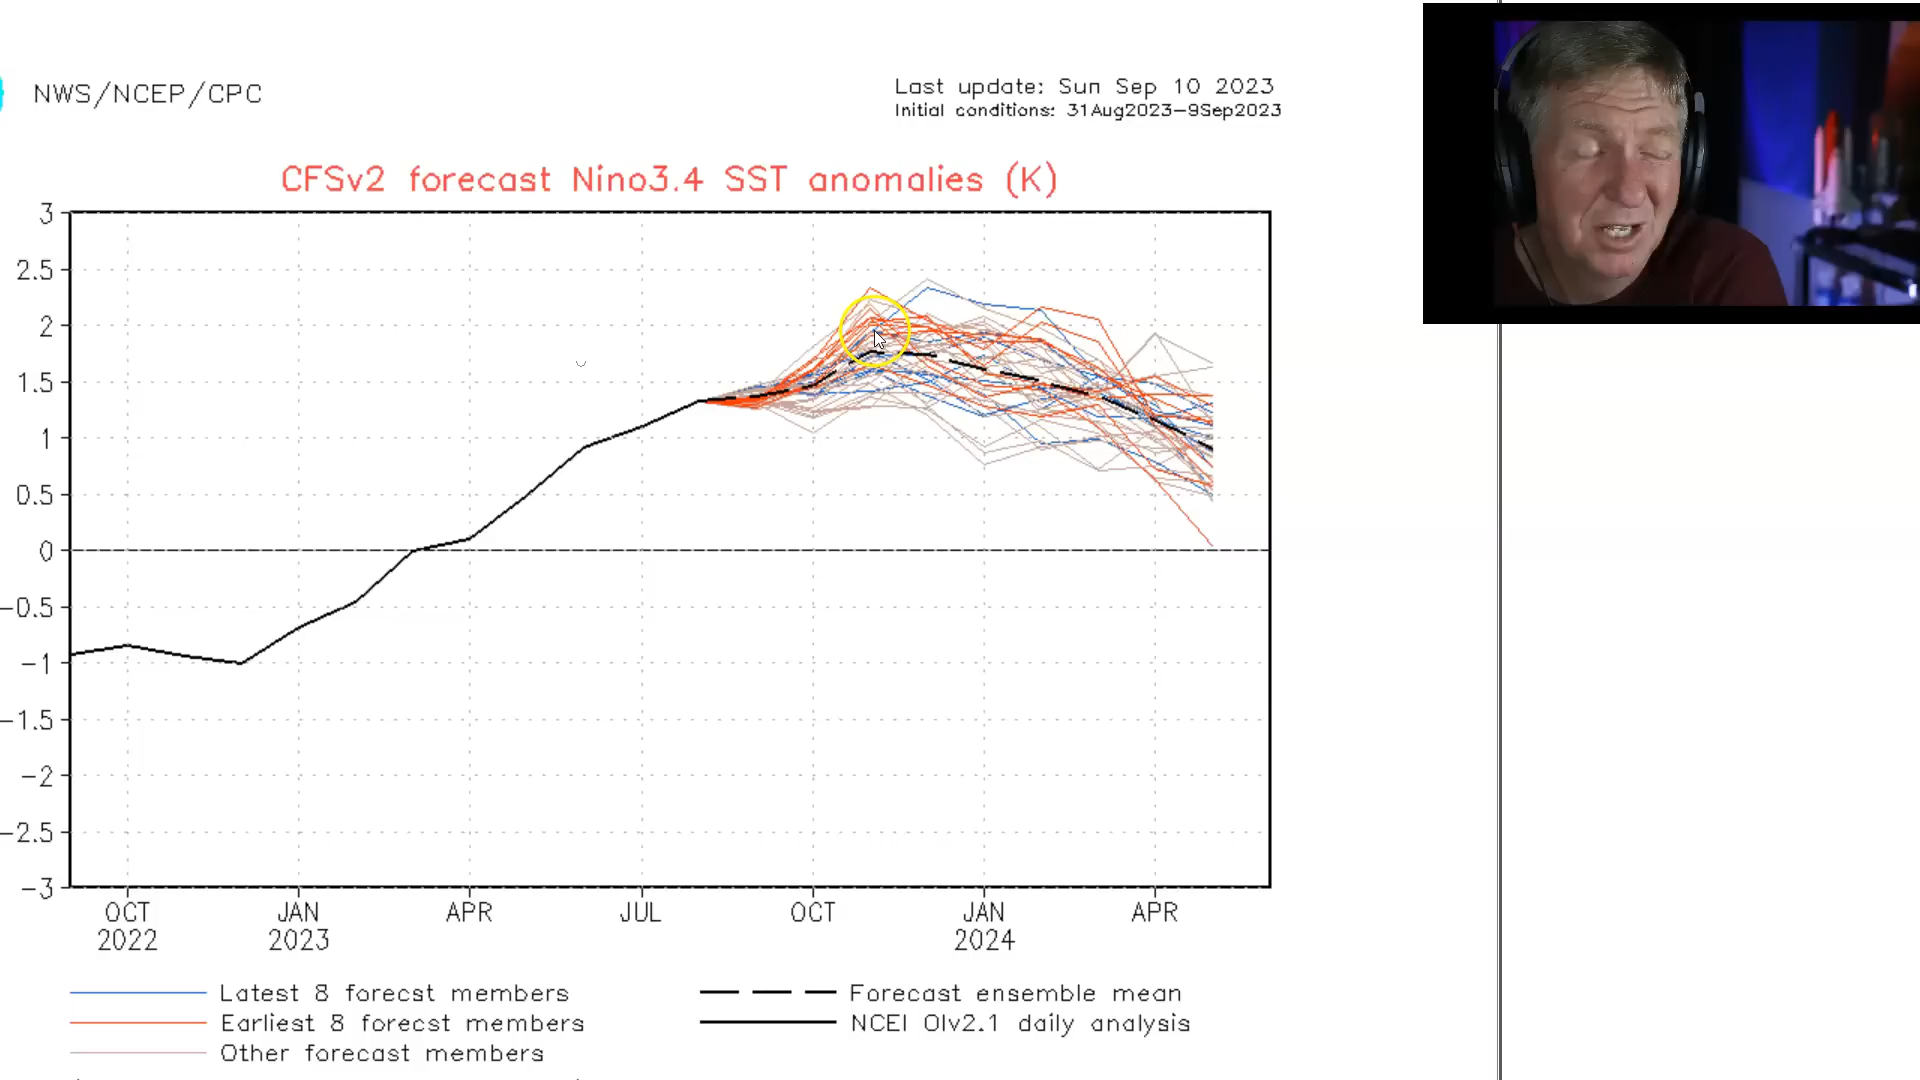 NWS/NCEP/CPC
Last update: Sun Sep 10 2023
Initial conditions: 31Aug2023-9Sep2023
CFSv2 forecast Nino3.4 SST anomalies (K)
3
2.5
2
1.5
1
0.5
0
-0.5
-1
-1.5
-2
-2.5
-3
OCT JAN APR JUL OCT JAN APR
2022 2023 2024
Latest 8 forecst members
Earliest 8 forecst members
Other forecast members
Forecast ensemble mean
NCEI OIv2.1 daily analysis